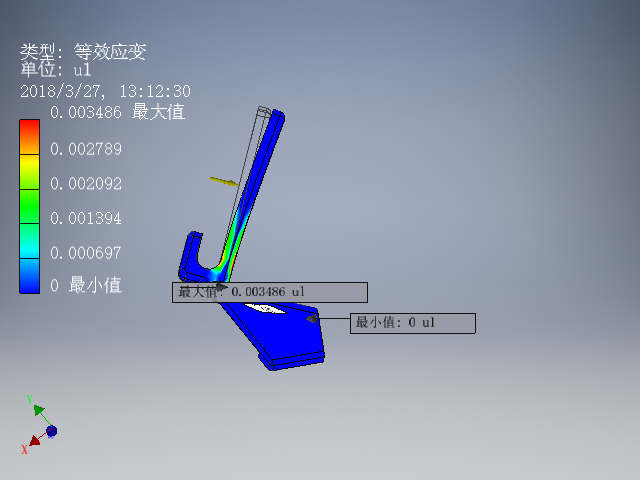 类型: 等效应变
单位: ul
2018/3/27, 13:12:30
0.003486 最大值
0.002789
0.002092
0.001394
0.000697
0 最小值
最大值: 0.003486 ul
最小值: 0 ul
Y
X